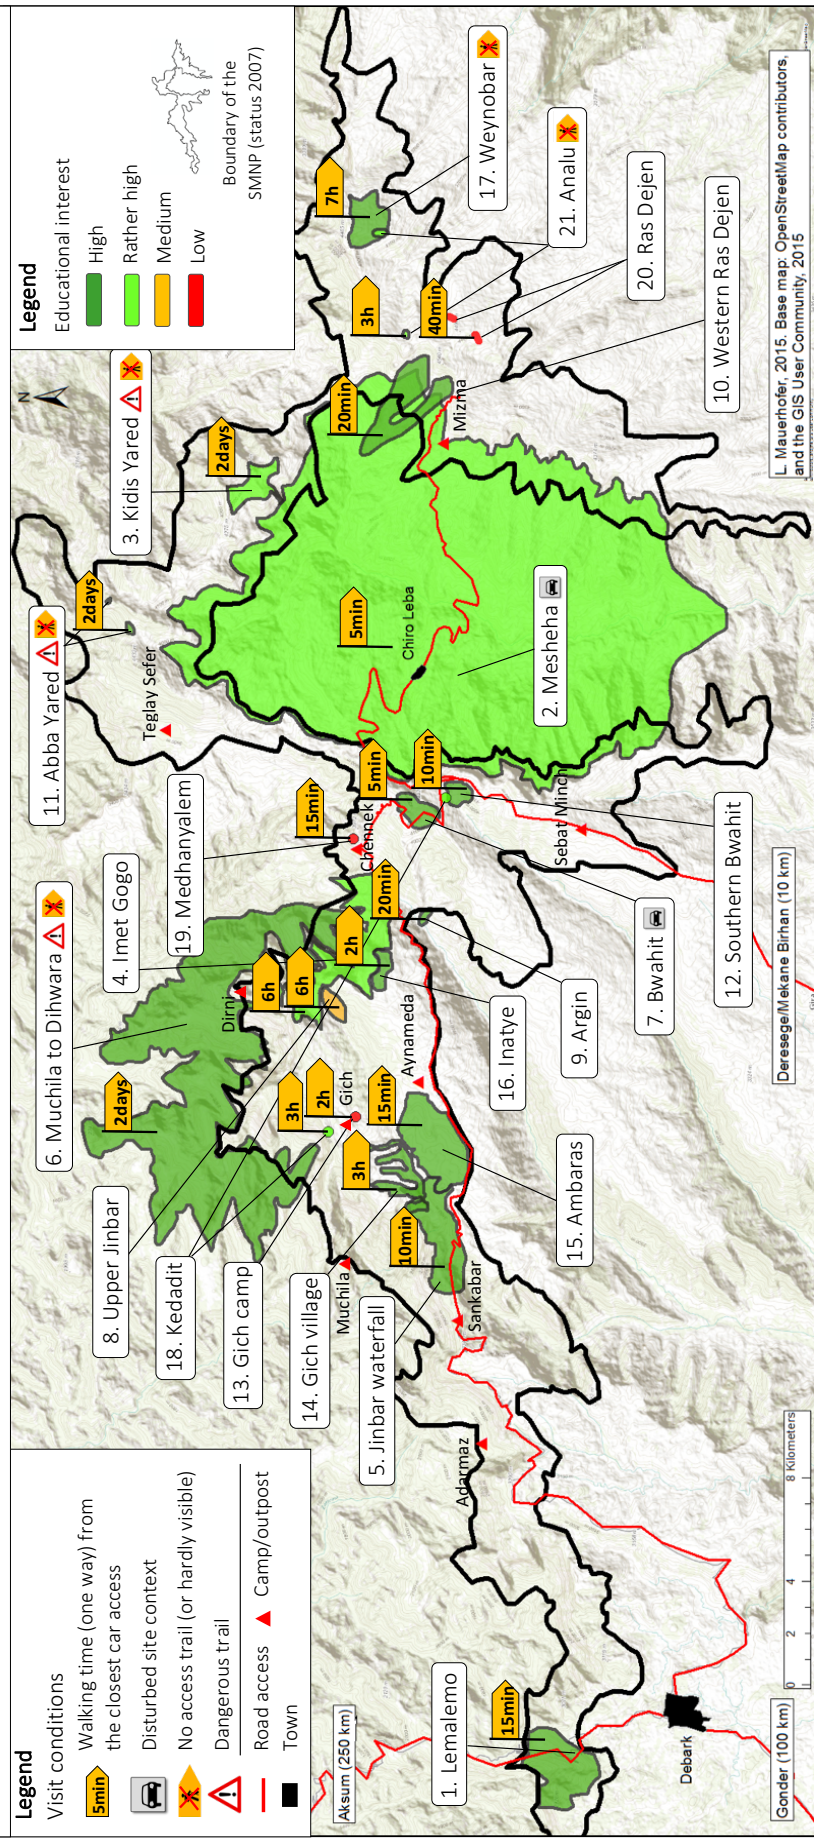 Legend
Visit conditions
5min
Walking time (one way) from
the closest car access
Disturbed site context
No access trail (or hardly visible)
Dangerous trail
Road access
Camp/outpost
Town
Legend
Educational interest
High
Rather high
Medium
Low
Boundary of the
SMNP (status 2007)
N
Aksum (250 km)
1. Lemalemo
15min
Debark
Gonder (100 km)
0 2 4 8 Kilometers
Adarmaz
Sankabar
Muchila
5. Jinbar waterfall
10min
14. Gich village
3h
13. Gich camp
2h
Gich
18. Kedadit
3h
8. Upper Jinbar
15min
15. Ambaras
Aynameda
6. Muchila to Dihwara
2days
Dirni
6h
6h
4. Imet Gogo
2h
16. Inatye
20min
9. Argin
19. Medhanyalem
15min
Chennek
5min
7. Bwahit
10min
12. Southern Bwahit
Sebat Minch
Deresege/Mekane Birhan (10 km)
Teglay Sefer
11. Abba Yared
2days
3. Kidis Yared
2days
5min
Chiro Leba
2. Mesheha
20min
Mizma
10. Western Ras Dejen
3h
40min
20. Ras Dejen
21. Analu
7h
17. Weynobar
L. Mauerhofer, 2015. Base map: OpenStreetMap contributors,
and the GIS User Community, 2015